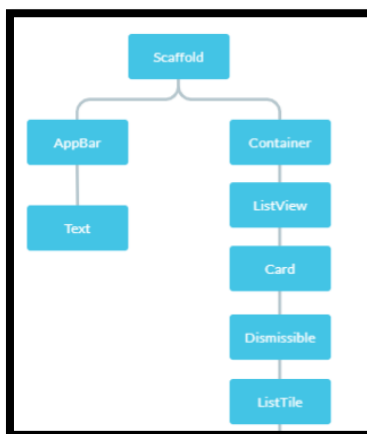 Scaffold
AppBar
Container
ListView
Text
Card
Dismissible
ListTile